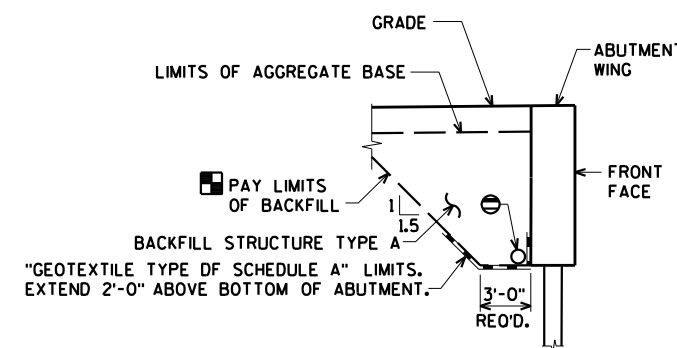 GRADE
ABUTMENT
WING
LIMITS OF AGGREGATE BASE
FRONT
FACE
PAY LIMITS
OF BACKFILL
1
1.5
BACKFILL STRUCTURE TYPE A
"GEOTEXTILE TYPE DF SCHEDULE A" LIMITS.
EXTEND 2'-0" ABOVE BOTTOM OF ABUTMENT.
3'-0"
REQ'D.